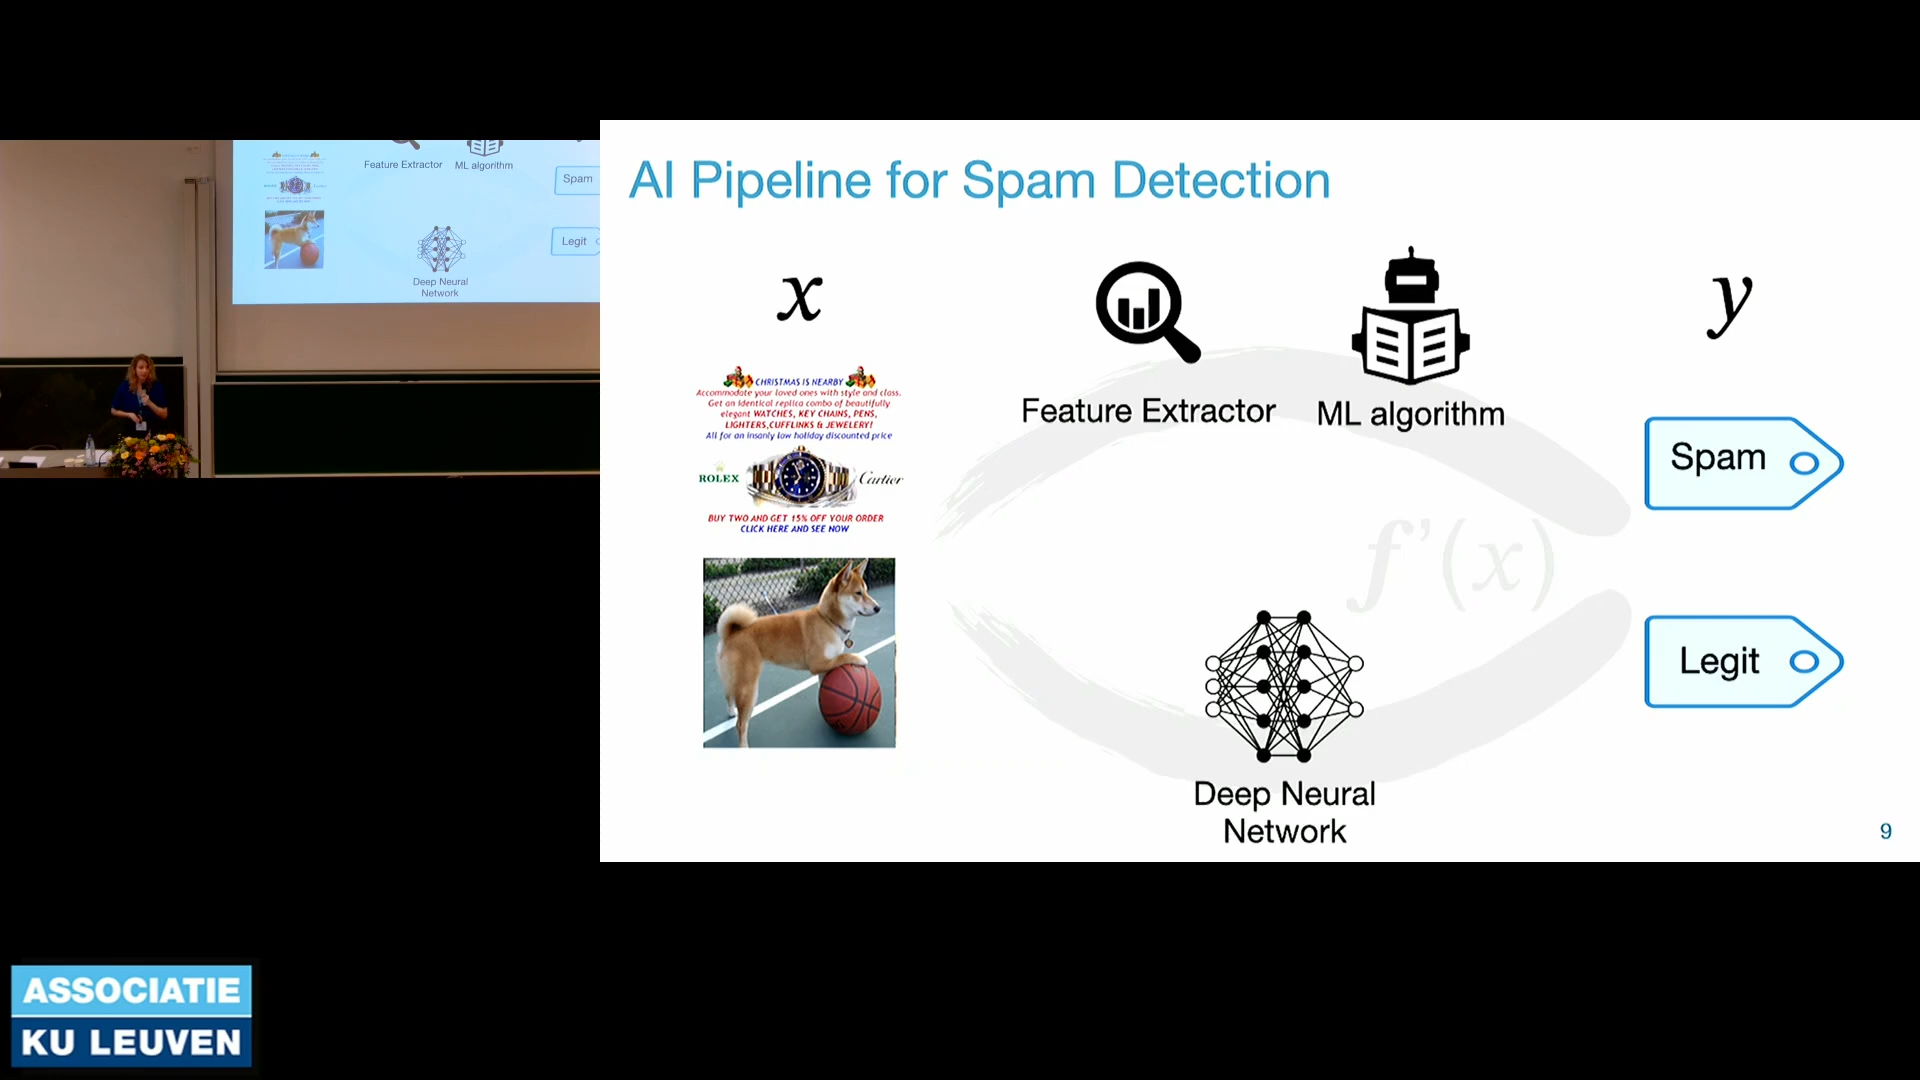 Feature Extractor
ML algorithm
Spam
Legit
Deep Neural
Network
AI Pipeline for Spam Detection
x
y
CHRISTMAS IS NEARBY
Accommodate your loved ones with style and class.
Get an identical replica combo of beautifully
elegant WATCHES, KEY CHAINS, PENS,
LIGHTERS,CUFFLINKS & JEWELERY!
All for an insanly low holiday discounted price
ROLEX
Cartier
BUY TWO AND GET 15% OFF YOUR ORDER
CLICK HERE AND SEE NOW
Feature Extractor
ML algorithm
Spam
f'(x)
Legit
Deep Neural
Network
9
ASSOCIATIE
KU LEUVEN